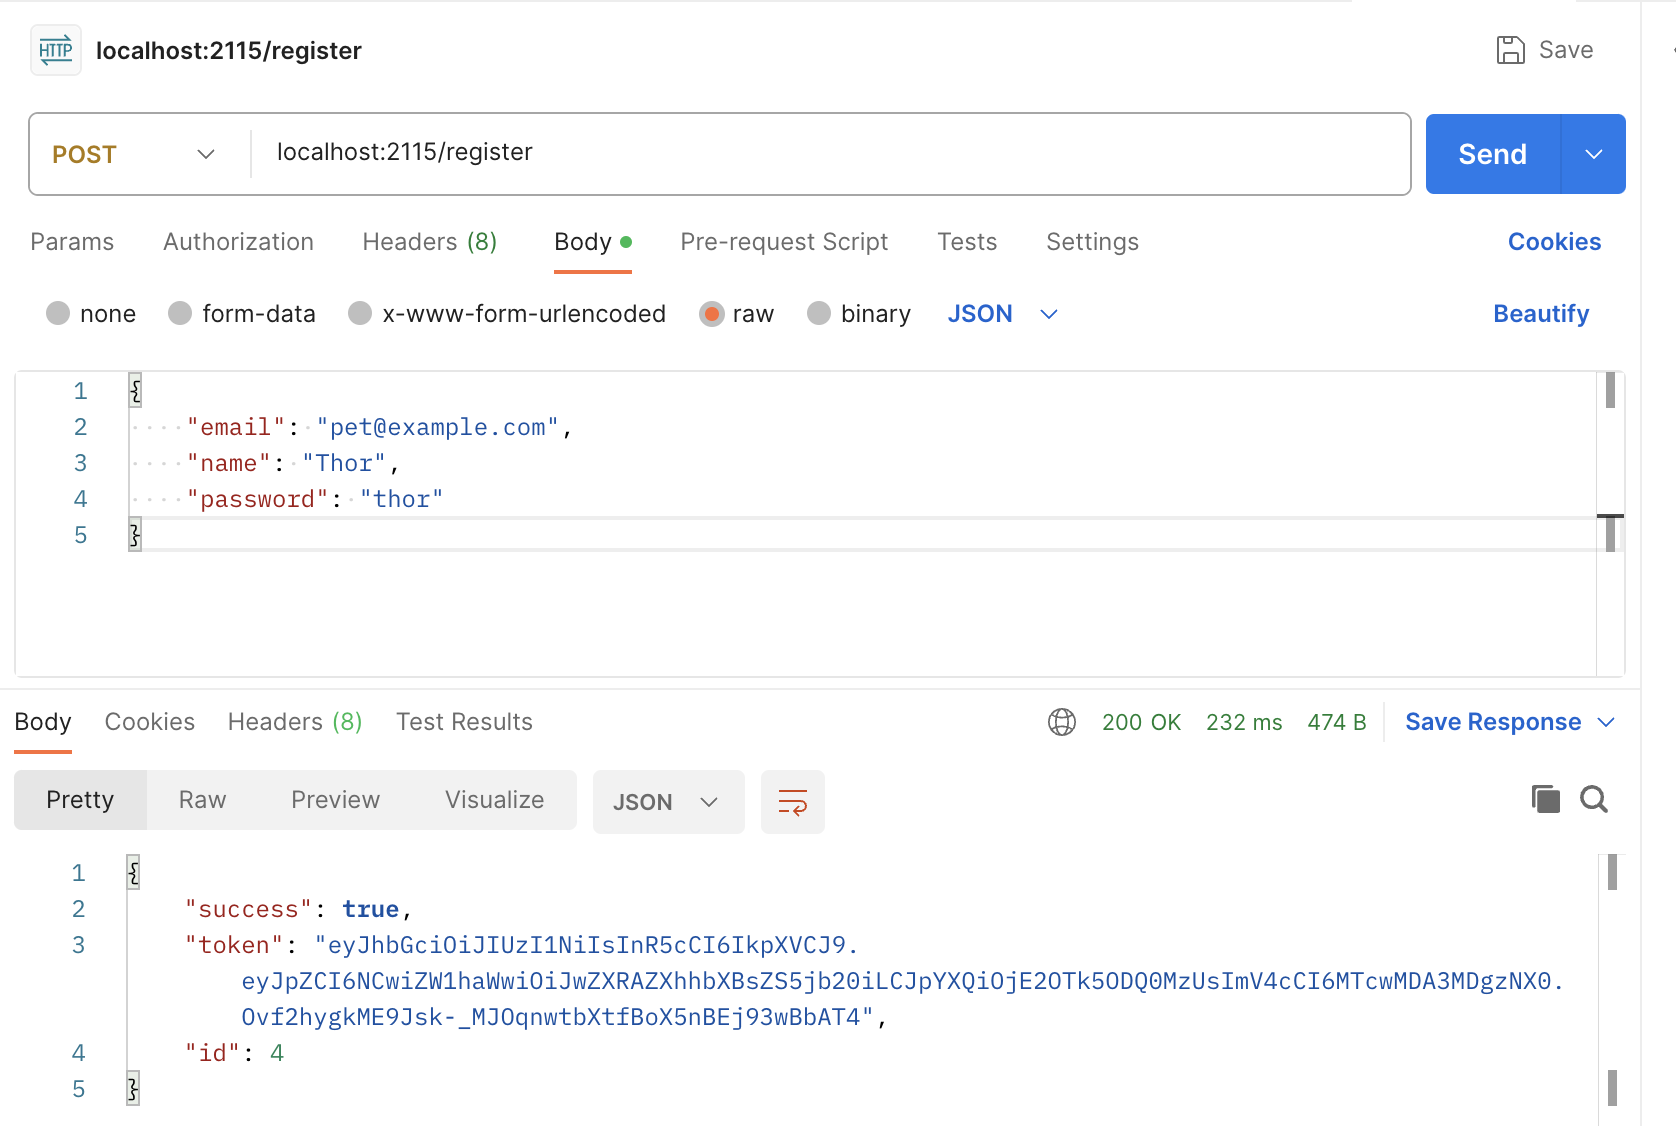 HTTP localhost:2115/register Save
POST localhost:2115/register Send
Params Authorization Headers (8) Body Pre-request Script Tests Settings Cookies
none form-data x-www-form-urlencoded raw binary JSON Beautify
1 {
2 "email": "pet@example.com",
3 "name": "Thor",
4 "password": "thor"
5 }
Body Cookies Headers (8) Test Results 200 OK 232 ms 474 B Save Response
Pretty Raw Preview Visualize JSON
1 {
2 "success": true,
3 "token": "eyJhbGciOiJIUzI1NiIsInR5cCI6IkpXVCJ9.
eyJpZCI6NCwiZW1haWwiOiJwZXRAZXhhbXBsZS5jb20iLCJpYXQiOjE2OTk5ODQ0MzUsImV4cCI6MTcwMDA3MDgzNX0.
Ovf2hygkME9Jsk-_MJOqnwtbXtfBoX5nBEj93wBbAT4",
4 "id": 4
5 }